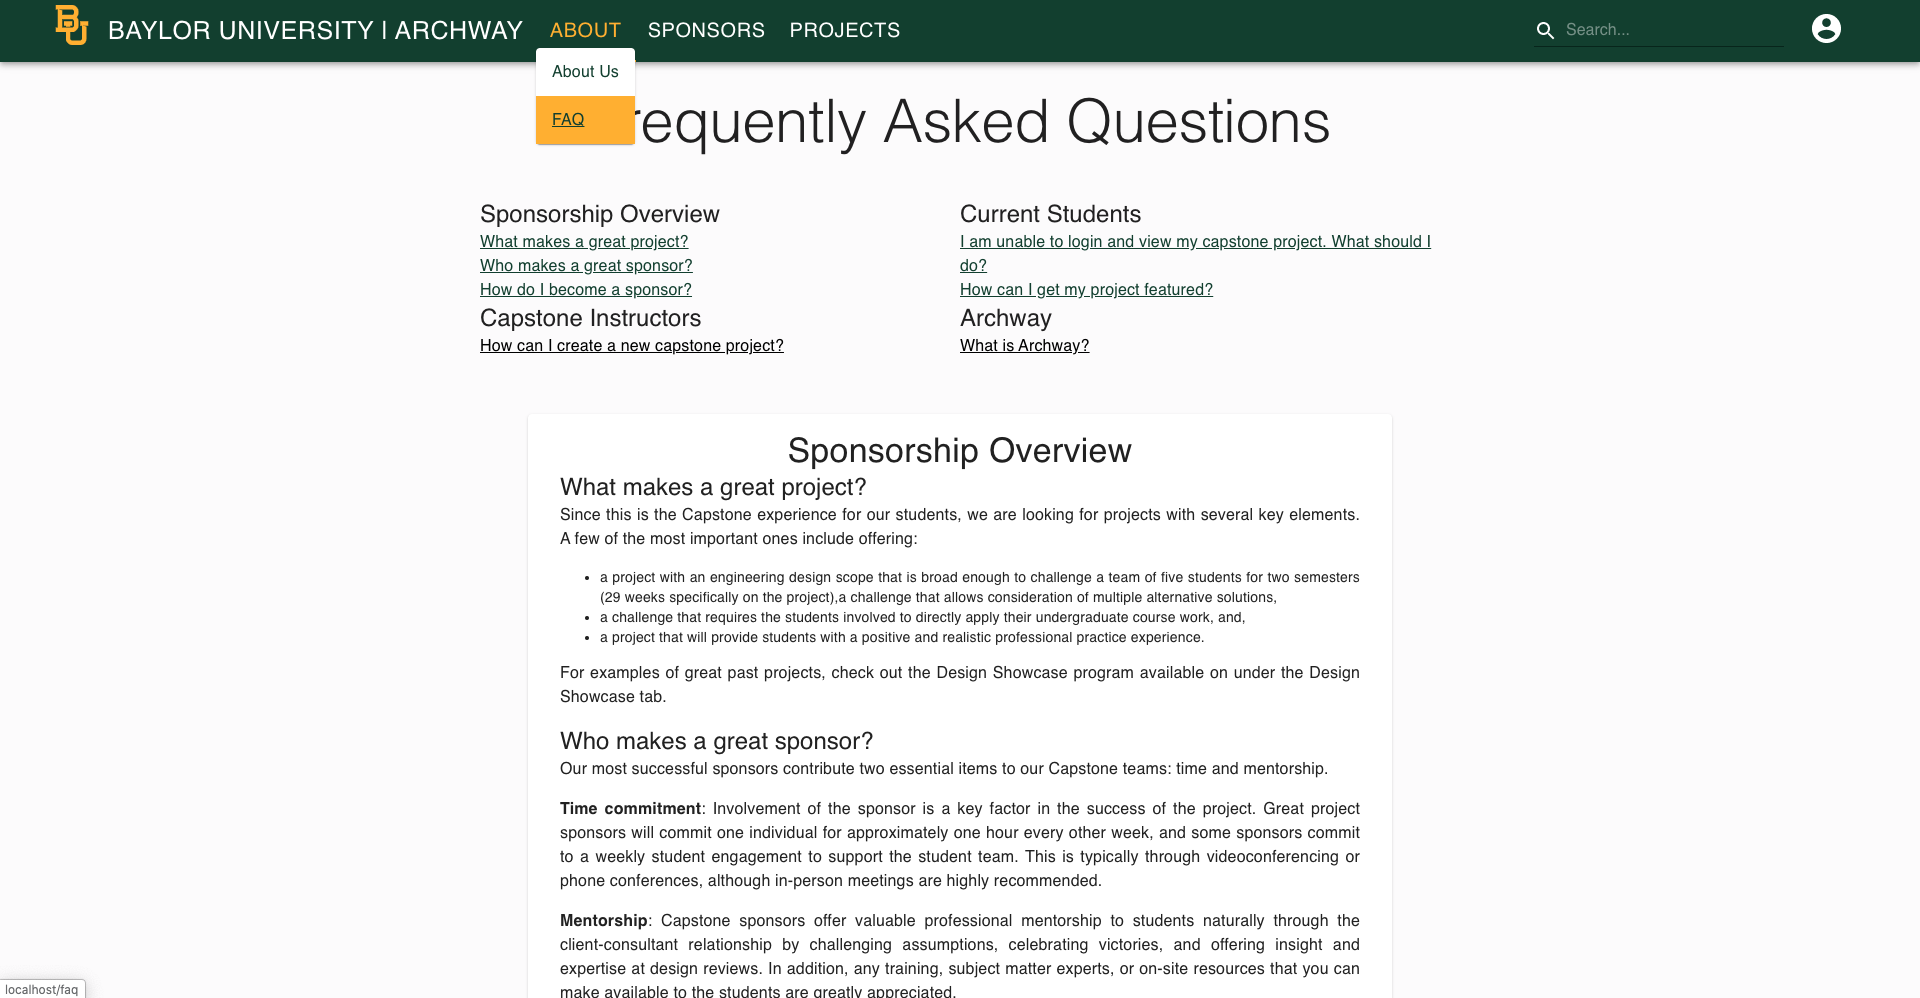 BU BAYLOR UNIVERSITY | ARCHWAY ABOUT SPONSORS PROJECTS Search...
About Us
FAQ
requently Asked Questions
Sponsorship Overview
What makes a great project?
Who makes a great sponsor?
How do I become a sponsor?
Capstone Instructors
How can I create a new capstone project?
Current Students
I am unable to login and view my capstone project. What should I
do?
How can I get my project featured?
Archway
What is Archway?
Sponsorship Overview
What makes a great project?
Since this is the Capstone experience for our students, we are looking for projects with several key elements.
A few of the most important ones include offering:
• a project with an engineering design scope that is broad enough to challenge a team of five students for two semesters
(29 weeks specifically on the project),a challenge that allows consideration of multiple alternative solutions,
• a challenge that requires the students involved to directly apply their undergraduate course work, and,
• a project that will provide students with a positive and realistic professional practice experience.
For examples of great past projects, check out the Design Showcase program available on under the Design
Showcase tab.
Who makes a great sponsor?
Our most successful sponsors contribute two essential items to our Capstone teams: time and mentorship.
Time commitment: Involvement of the sponsor is a key factor in the success of the project. Great project
sponsors will commit one individual for approximately one hour every other week, and some sponsors commit
to a weekly student engagement to support the student team. This is typically through videoconferencing or
phone conferences, although in-person meetings are highly recommended.
Mentorship: Capstone sponsors offer valuable professional mentorship to students naturally through the
client-consultant relationship by challenging assumptions, celebrating victories, and offering insight and
expertise at design reviews. In addition, any training, subject matter experts, or on-site resources that you can
make available to the students are greatly appreciated.
localhost/faq